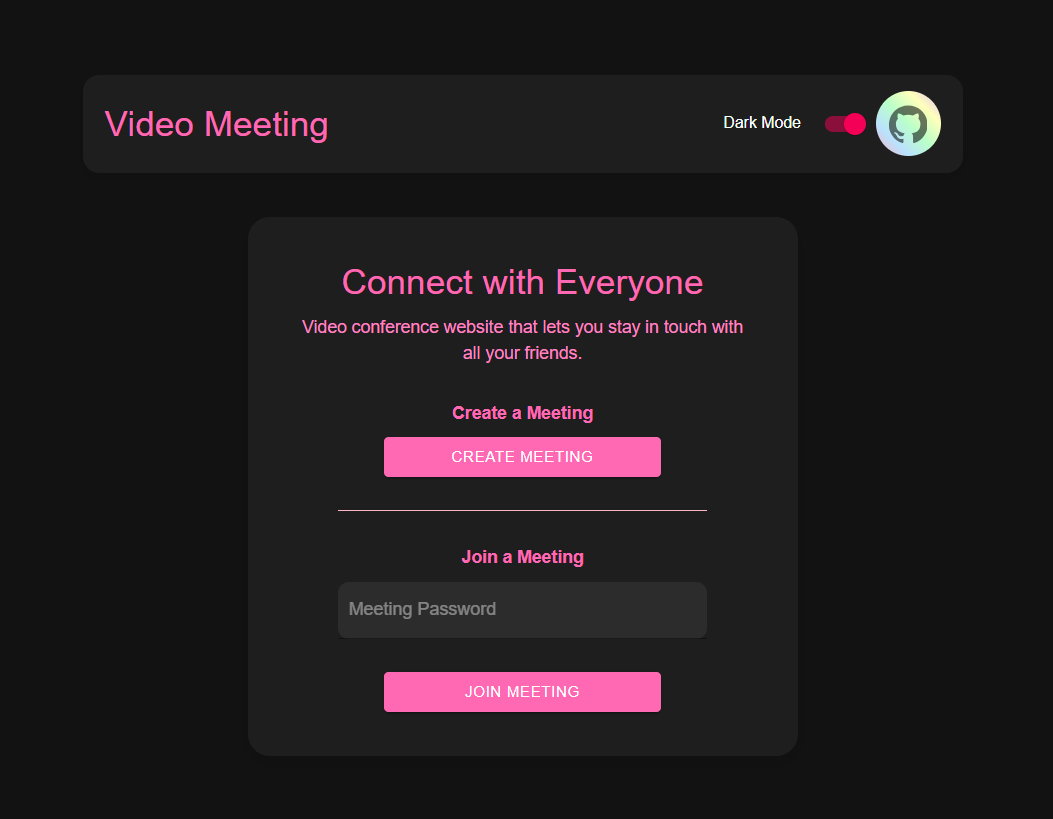 Video Meeting
Dark Mode
Connect with Everyone
Video conference website that lets you stay in touch with
all your friends.
Create a Meeting
CREATE MEETING
Join a Meeting
Meeting Password
JOIN MEETING